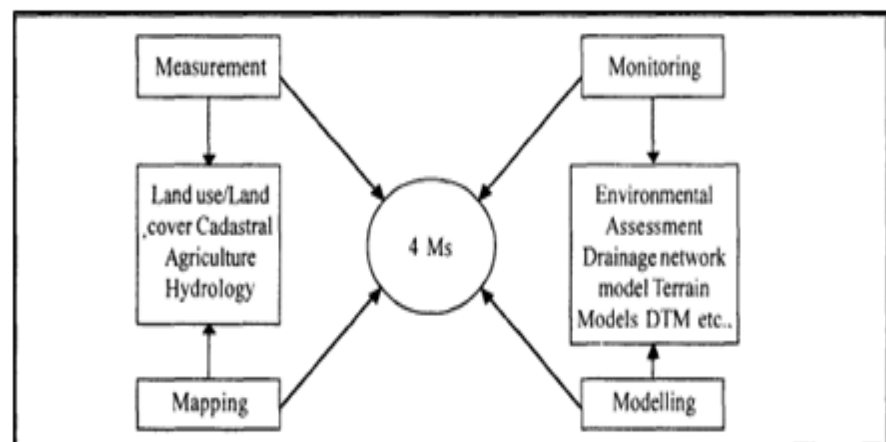 Measurement
Monitoring
Land use/Land
cover Cadastral
Agriculture
Hydrology
4 Ms
Environmental
Assessment
Drainage network
model Terrain
Models DTM etc..
Mapping
Modelling